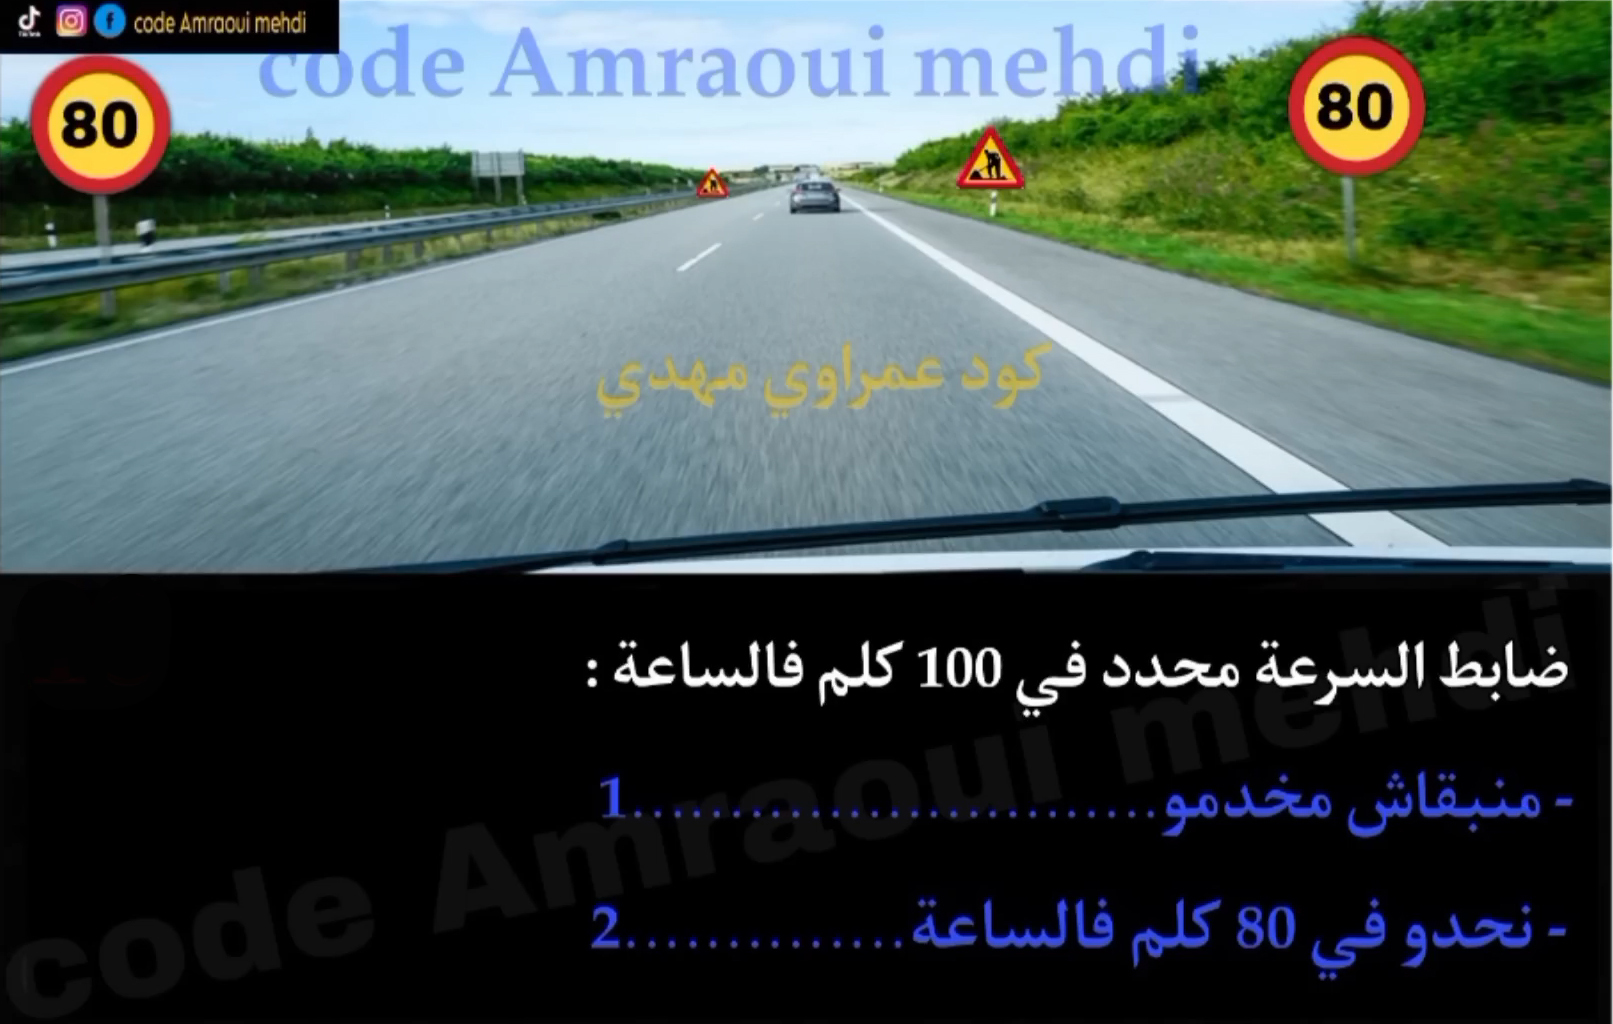 code Amraoui mehdi
code Amraoui mehdi
80
80
كود عمراوي مهدي
ضابط السرعة محدد في 100 كلم فالساعة :
- منبقاش مخدمو..........................1
- نحدو في 80 كلم فالساعة..............2
code Amraoui mehdi